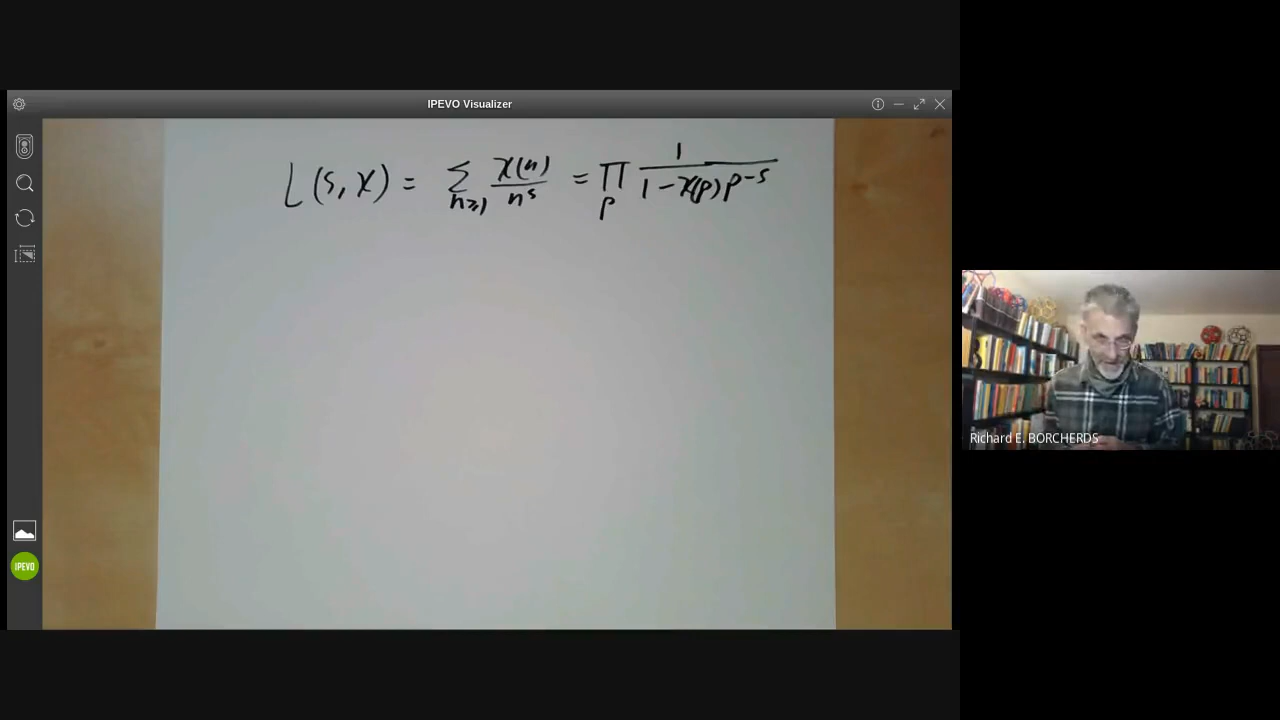 IPEVO Visualizer
L(s, χ) = Σ_{n≥1} χ(n)/n^s = Π_p 1/(1 − χ(p)p^{−s})
Richard E. BORCHERDS
IPEVO